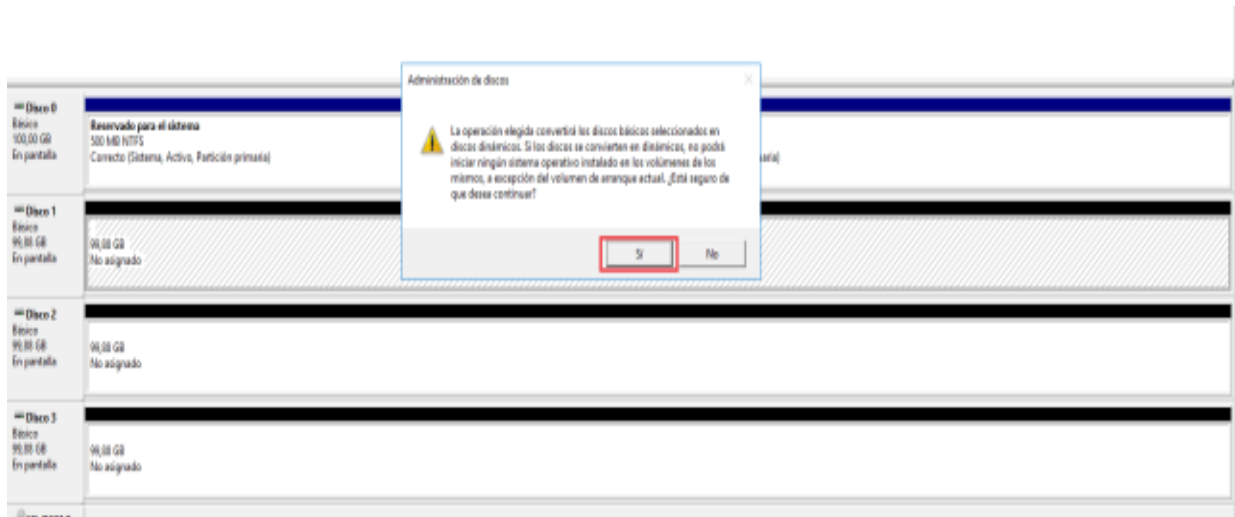 Administración de discos
La operación elegida convertirá los discos básicos seleccionados en
discos dinámicos. Si los discos se convierten en dinámicos, no podrá
iniciar ningún sistema operativo instalado en los volúmenes de los
mismos, a excepción del volumen de arranque actual. ¿Está seguro de
que desea continuar?
Sí
No
Disco 0
Básico
100,00 GB
En pantalla
Reservado para el sistema
500 MB NTFS
Correcto (Sistema, Activo, Partición primaria)
Disco 1
Básico
99,88 GB
En pantalla
99,88 GB
No asignado
Disco 2
Básico
99,88 GB
En pantalla
99,88 GB
No asignado
Disco 3
Básico
99,88 GB
En pantalla
99,88 GB
No asignado